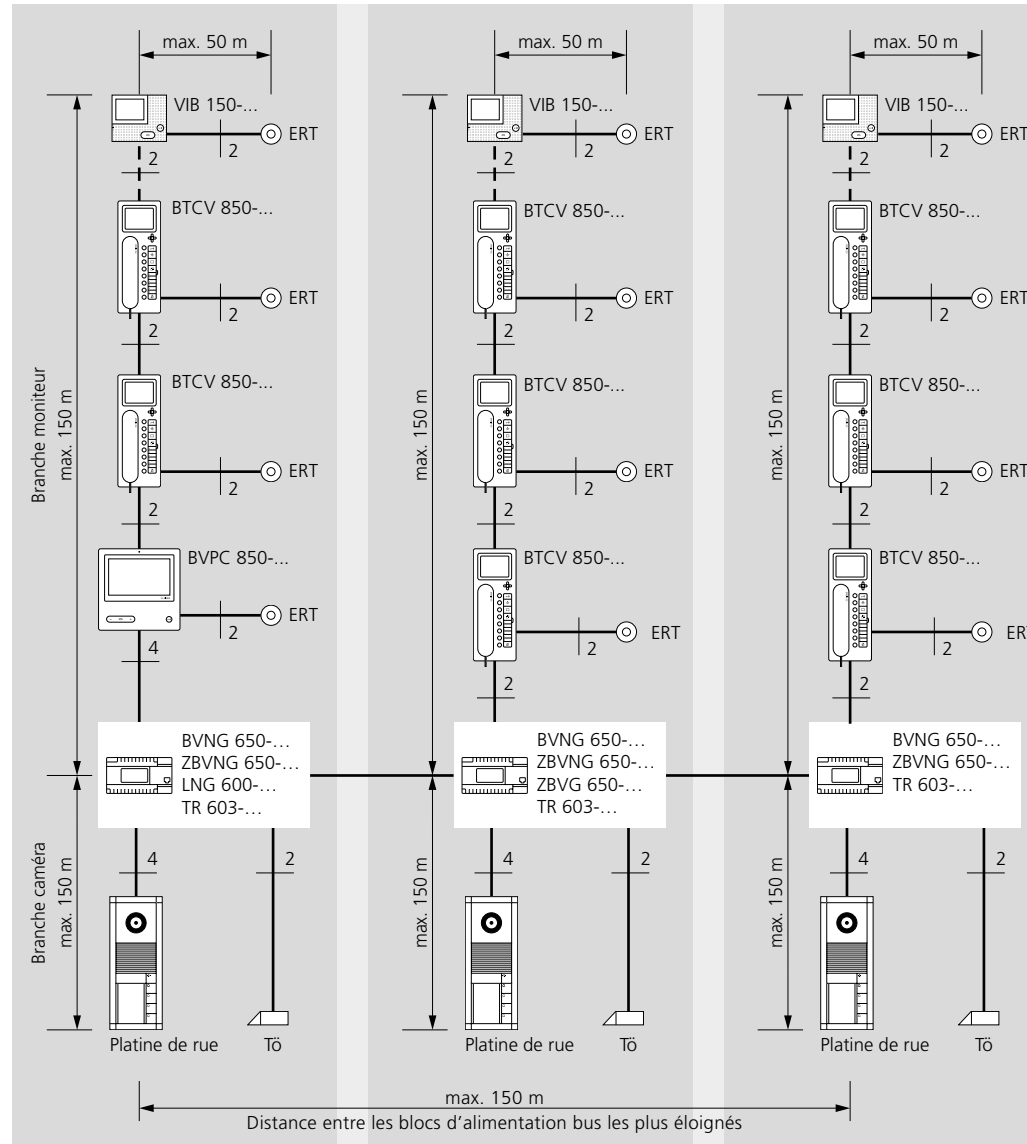 max. 50 m
max. 50 m
max. 50 m
VIB 150-...
VIB 150-...
VIB 150-...
ERT
ERT
ERT
2
2
2
2
2
2
BTCV 850-...
BTCV 850-...
BTCV 850-...
ERT
ERT
ERT
2
2
2
2
2
2
BTCV 850-...
BTCV 850-...
BTCV 850-...
Branche moniteur
max. 150 m
max. 150 m
max. 150 m
ERT
ERT
ERT
2
2
2
2
2
2
BVPC 850-...
BTCV 850-...
BTCV 850-...
ERT
ERT
ERT
2
2
2
4
2
2
BVNG 650-...
ZBVNG 650-...
LNG 600-...
TR 603-...
BVNG 650-...
ZBVNG 650-...
ZBVG 650-...
TR 603-...
BVNG 650-...
ZBVNG 650-...
TR 603-...
Branche caméra
max. 150 m
max. 150 m
max. 150 m
4
2
4
2
4
2
Platine de rue
Tö
Platine de rue
Tö
Platine de rue
Tö
max. 150 m
Distance entre les blocs d’alimentation bus les plus éloignés